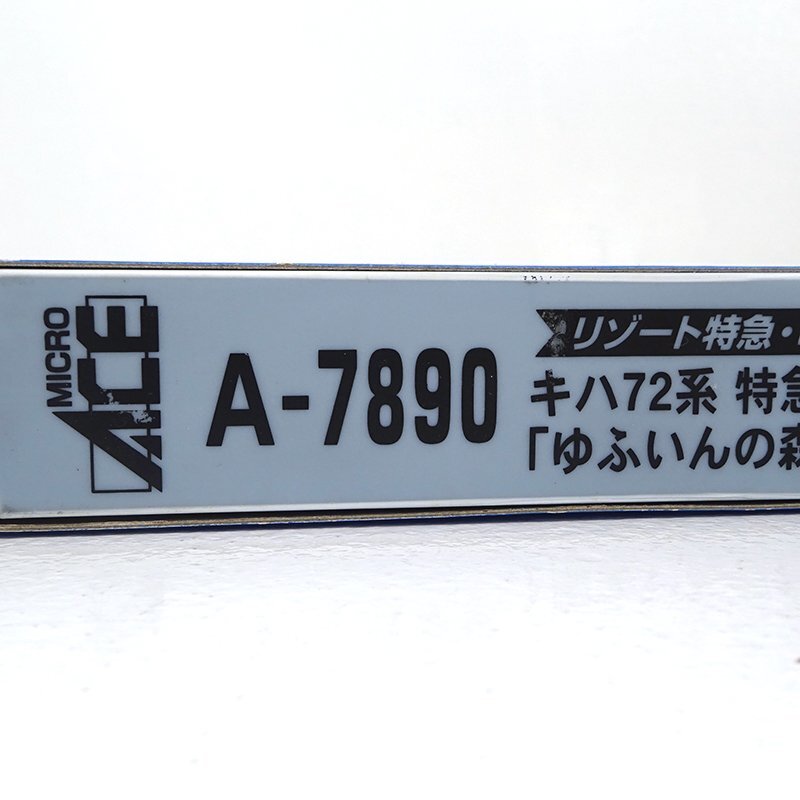 MICRO ACE
A-7890
リゾート特急・
キハ72系 特急
「ゆふいんの森